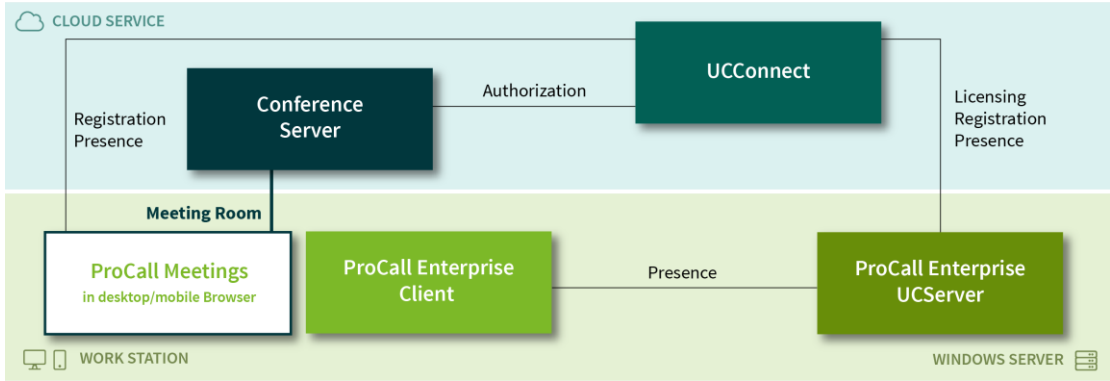 CLOUD SERVICE
UCConnect
Conference
Server
Authorization
Registration
Presence
Licensing
Registration
Presence
Meeting Room
ProCall Meetings
in desktop/mobile Browser
ProCall Enterprise
Client
Presence
ProCall Enterprise
UCServer
WORK STATION
WINDOWS SERVER